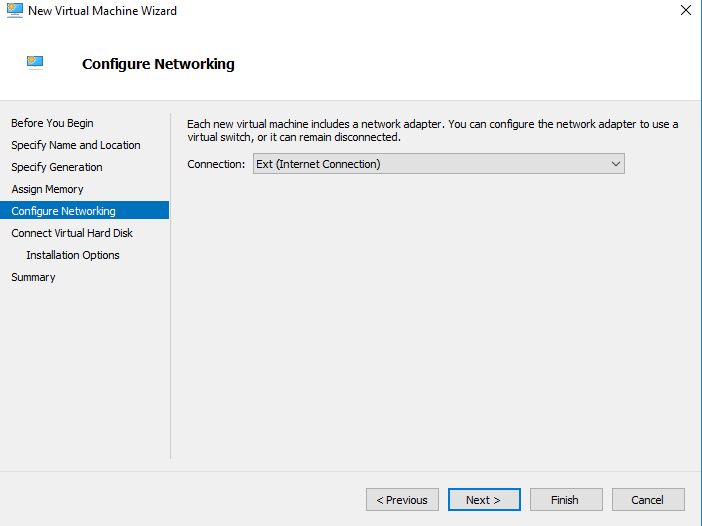 New Virtual Machine Wizard
Configure Networking
Before You Begin
Specify Name and Location
Specify Generation
Assign Memory
Configure Networking
Connect Virtual Hard Disk
Installation Options
Summary
Each new virtual machine includes a network adapter. You can configure the network adapter to use a
virtual switch, or it can remain disconnected.
Connection: Ext (Internet Connection)
< Previous Next > Finish Cancel